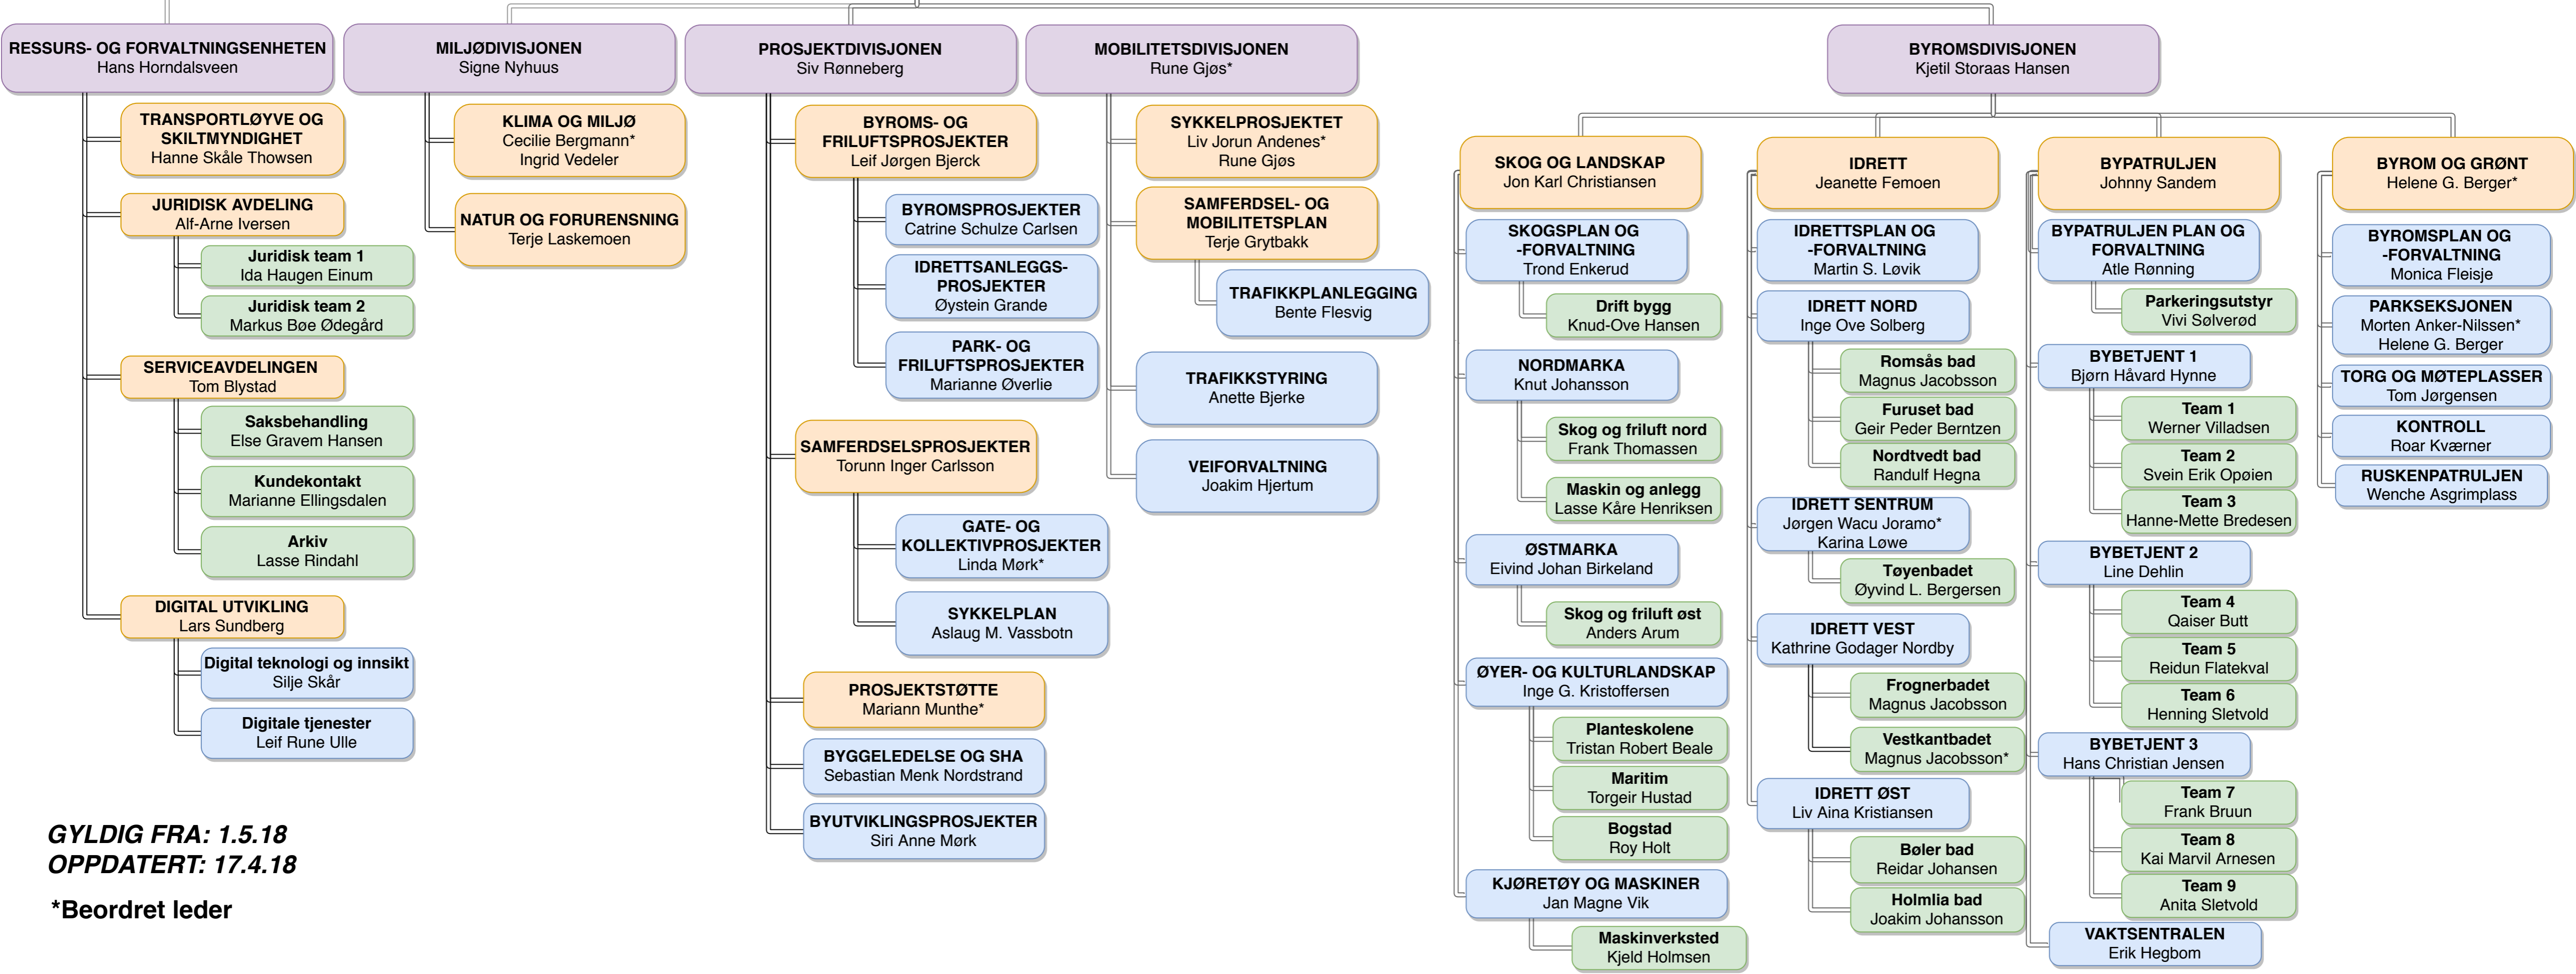 RESSURS- OG FORVALTNINGSENHETEN
Hans Horndalsveen
TRANSPORTLØYVE OG
SKILTMYNDIGHET
Hanne Skåle Thowsen
JURIDISK AVDELING
Alf-Arne Iversen
Juridisk team 1
Ida Haugen Einum
Juridisk team 2
Markus Bøe Ødegård
SERVICEAVDELINGEN
Tom Blystad
Saksbehandling
Else Gravem Hansen
Kundekontakt
Marianne Ellingsdalen
Arkiv
Lasse Rindahl
DIGITAL UTVIKLING
Lars Sundberg
Digital teknologi og innsikt
Silje Skår
Digitale tjenester
Leif Rune Ulle
GYLDIG FRA: 1.5.18
OPPDATERT: 17.4.18
*Beordret leder
MILJØDIVISJONEN
Signe Nyhuus
KLIMA OG MILJØ
Cecilie Bergmann*
Ingrid Vedeler
NATUR OG FORURENSNING
Terje Laskemoen
PROSJEKTDIVISJONEN
Siv Rønneberg
BYROMS- OG
FRILUFTSPROSJEKTER
Leif Jørgen Bjerck
BYROMSPROSJEKTER
Catrine Schulze Carlsen
IDRETTSANLEGGS-
PROSJEKTER
Øystein Grande
PARK- OG
FRILUFTSPROSJEKTER
Marianne Øverlie
SAMFERDSELSPROSJEKTER
Torunn Inger Carlsson
GATE- OG
KOLLEKTIVPROSJEKTER
Linda Mørk*
SYKKELPLAN
Aslaug M. Vassbotn
PROSJEKTSTØTTE
Mariann Munthe*
BYGGELEDELSE OG SHA
Sebastian Menk Nordstrand
BYUTVIKLINGSPROSJEKTER
Siri Anne Mørk
MOBILITETSDIVISJONEN
Rune Gjøs*
SYKKELPROSJEKTET
Liv Jorun Andenes*
Rune Gjøs
SAMFERDSEL- OG
MOBILITETSPLAN
Terje Grytbakk
TRAFIKKPLANLEGGING
Bente Flesvig
TRAFIKKSTYRING
Anette Bjerke
VEIFORVALTNING
Joakim Hjertum
BYROMSDIVISJONEN
Kjetil Storaas Hansen
SKOG OG LANDSKAP
Jon Karl Christiansen
SKOGSPLAN OG
-FORVALTNING
Trond Enkerud
Drift bygg
Knud-Ove Hansen
NORDMARKA
Knut Johansson
Skog og friluft nord
Frank Thomassen
Maskin og anlegg
Lasse Kåre Henriksen
ØSTMARKA
Eivind Johan Birkeland
Skog og friluft øst
Anders Arum
ØYER- OG KULTURLANDSKAP
Inge G. Kristoffersen
Planteskolene
Tristan Robert Beale
Maritim
Torgeir Hustad
Bogstad
Roy Holt
KJØRETØY OG MASKINER
Jan Magne Vik
Maskinverksted
Kjeld Holmsen
IDRETT
Jeanette Femoen
IDRETTSPLAN OG
-FORVALTNING
Martin S. Løvik
IDRETT NORD
Inge Ove Solberg
Romsås bad
Magnus Jacobsson
Furuset bad
Geir Peder Berntzen
Nordtvedt bad
Randulf Hegna
IDRETT SENTRUM
Jørgen Wacu Joramo*
Karina Løwe
Tøyenbadet
Øyvind L. Bergersen
IDRETT VEST
Kathrine Godager Nordby
Frognerbadet
Magnus Jacobsson
Vestkantbadet
Magnus Jacobsson*
IDRETT ØST
Liv Aina Kristiansen
Bøler bad
Reidar Johansen
Holmlia bad
Joakim Johansson
BYPATRULJEN
Johnny Sandem
BYPATRULJEN PLAN OG
FORVALTNING
Atle Rønning
Parkeringsutstyr
Vivi Sølverød
BYBETJENT 1
Bjørn Håvard Hynne
Team 1
Werner Villadsen
Team 2
Svein Erik Opøien
Team 3
Hanne-Mette Bredesen
BYBETJENT 2
Line Dehlin
Team 4
Qaiser Butt
Team 5
Reidun Flatekval
Team 6
Henning Sletvold
BYBETJENT 3
Hans Christian Jensen
Team 7
Frank Bruun
Team 8
Kai Marvil Arnesen
Team 9
Anita Sletvold
VAKTSENTRALEN
Erik Hegbom
BYROM OG GRØNT
Helene G. Berger*
BYROMSPLAN OG
-FORVALTNING
Monica Fleisje
PARKSEKSJONEN
Morten Anker-Nilssen*
Helene G. Berger
TORG OG MØTEPLASSER
Tom Jørgensen
KONTROLL
Roar Kværner
RUSKENPATRULJEN
Wenche Asgrimplass